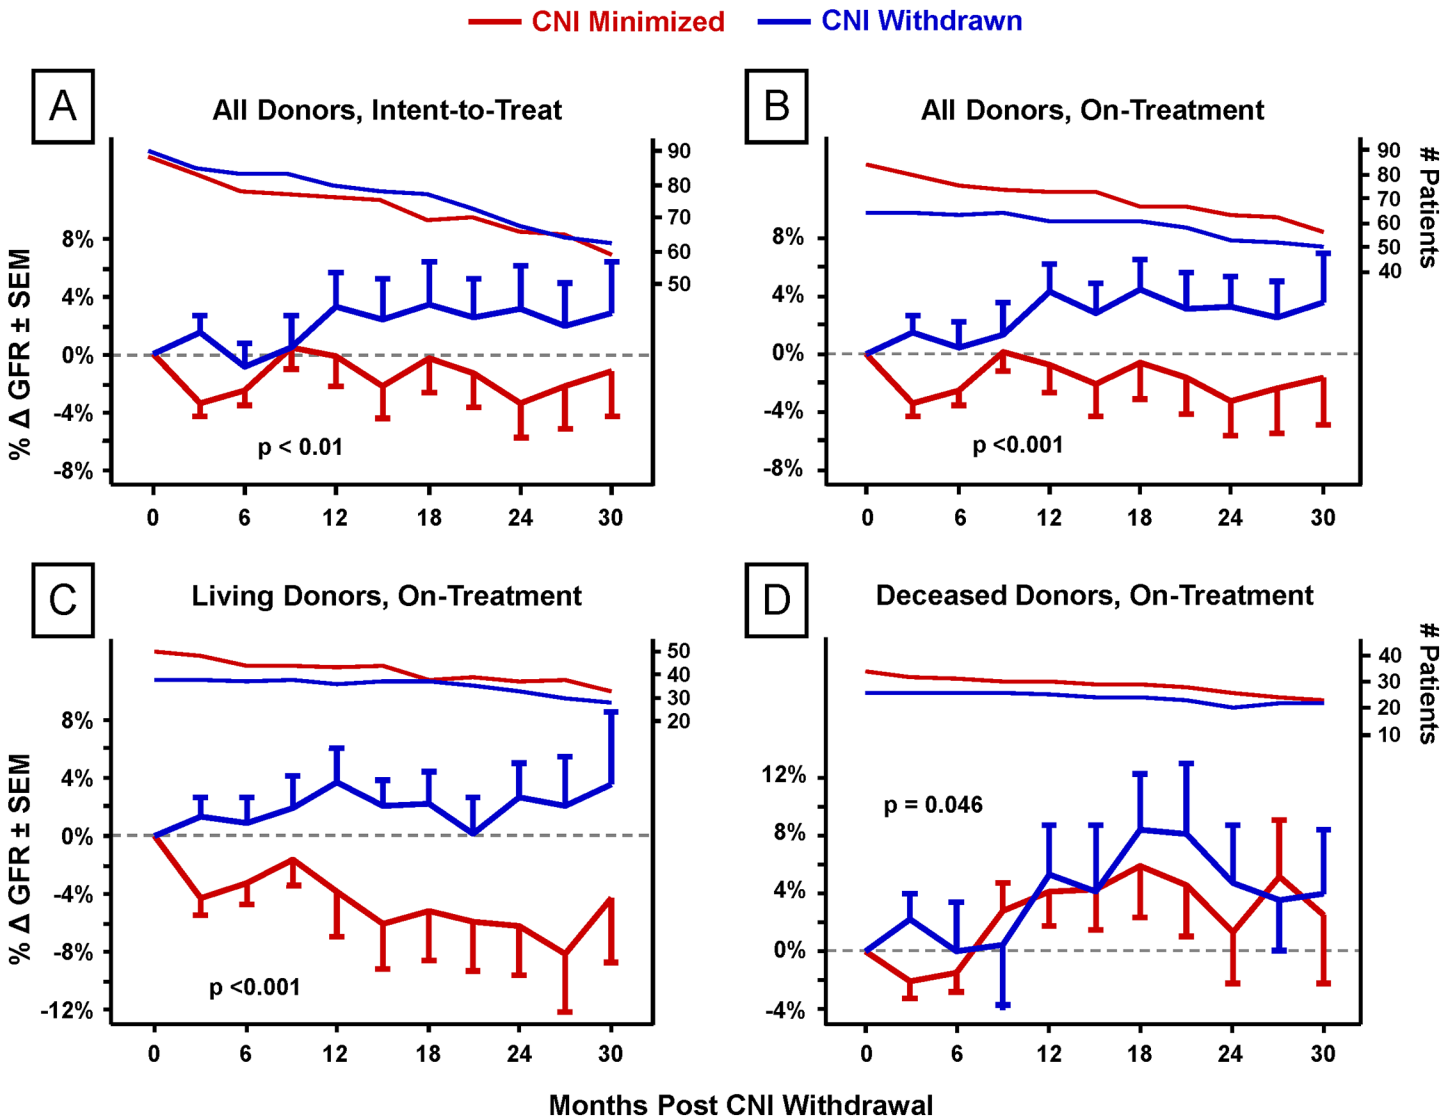 CNI Minimized CNI Withdrawn
A
All Donors, Intent-to-Treat
90
80
70
60
50
8%
4%
0%
-4%
-8%
% Δ GFR ± SEM
p < 0.01
0 6 12 18 24 30
B
All Donors, On-Treatment
90
80
70
60
50
40
# Patients
8%
4%
0%
-4%
-8%
p <0.001
0 6 12 18 24 30
C
Living Donors, On-Treatment
50
40
30
20
8%
4%
0%
-4%
-8%
-12%
% Δ GFR ± SEM
p <0.001
0 6 12 18 24 30
D
Deceased Donors, On-Treatment
40
30
20
10
# Patients
12%
8%
4%
0%
-4%
p = 0.046
0 6 12 18 24 30
Months Post CNI Withdrawal